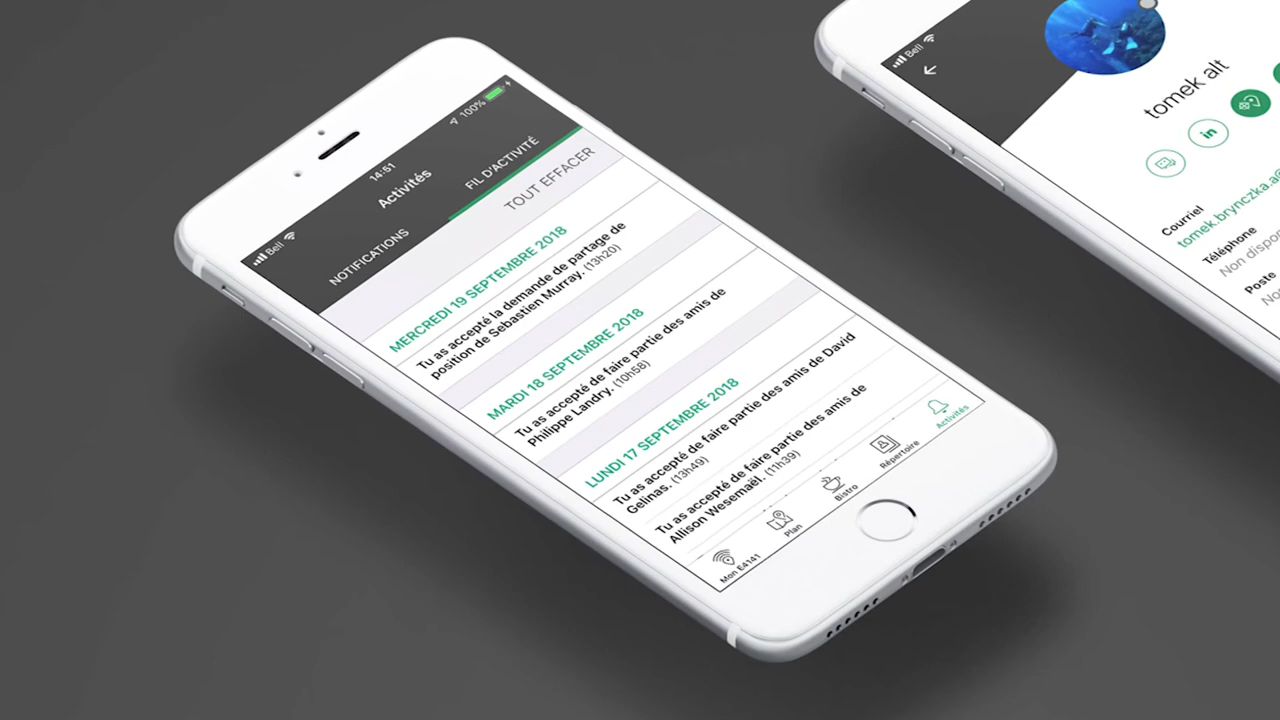 Bell
14:51
100%
Activités
NOTIFICATIONS
FIL D'ACTIVITÉ
TOUT EFFACER
MERCREDI 19 SEPTEMBRE 2018
Tu as accepté la demande de partage de
position de Sebastien Murray. (13h20)
MARDI 18 SEPTEMBRE 2018
Tu as accepté de faire partie des amis de
Philippe Landry. (10h58)
LUNDI 17 SEPTEMBRE 2018
Tu as accepté de faire partie des amis de David
Gelinas. (13h49)
Tu as accepté de faire partie des amis de
Allison Wesemaël. (11h39)
Mon E4141
Plan
Bistro
Répertoire
Activités
Bell
tomek alt
in
Courriel
tomek.brynczka.a@
Téléphone
Non dispo
Poste